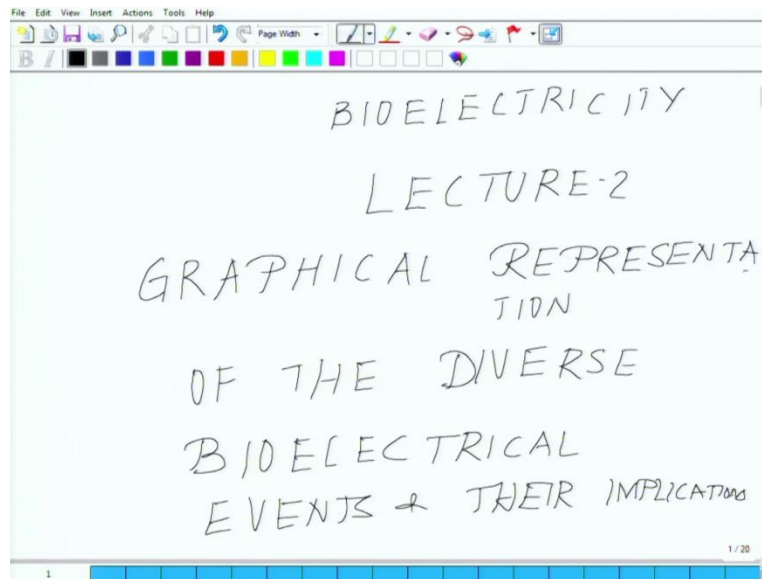 File Edit View Insert Actions Tools Help
Page Width
BIOELECTRICITY
LECTURE-2
GRAPHICAL REPRESENTA
TION
OF THE DIVERSE
BIOELECTRICAL
EVENTS & THEIR IMPLICATIONS
1 / 20
1